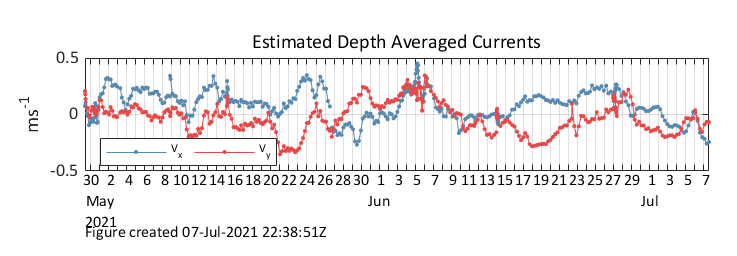 Estimated Depth Averaged Currents
0.5
0
-0.5
ms-1
Vx Vy
30 2 4 6 8 10 12 14 16 18 20 22 24 26 28 30 1 3 5 7 9 11 13 15 17 19 21 23 25 27 29 1 3 5 7
May Jun Jul
2021
Figure created 07-Jul-2021 22:38:51Z